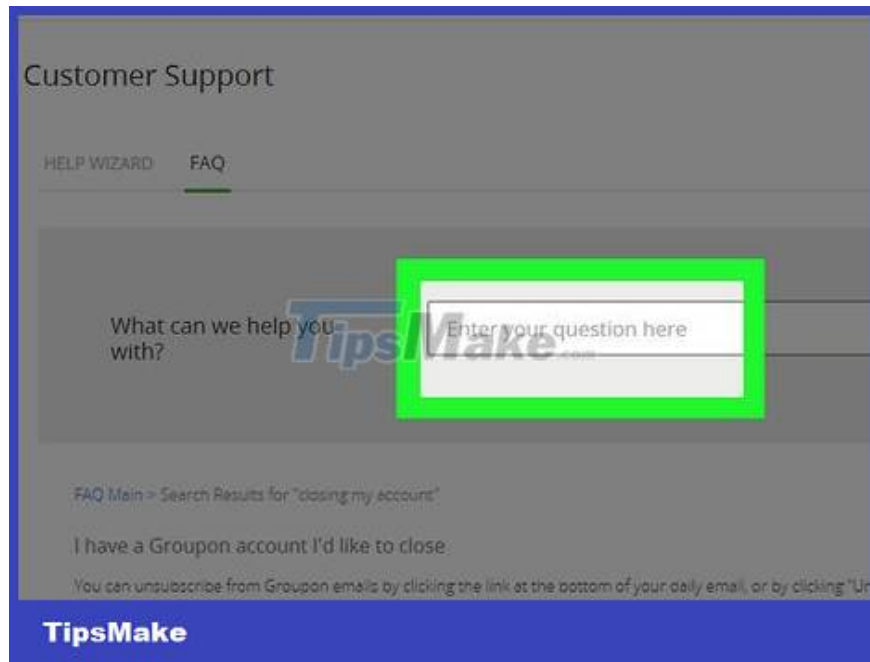 Customer Support
HELP WIZARD FAQ
What can we help you
with?
Enter your question here
TipsMake.com
FAQ Main > Search Results for "closing my account"
I have a Groupon account I'd like to close
You can unsubscribe from Groupon emails by clicking the link at the bottom of your daily email, or by clicking "Un
TipsMake